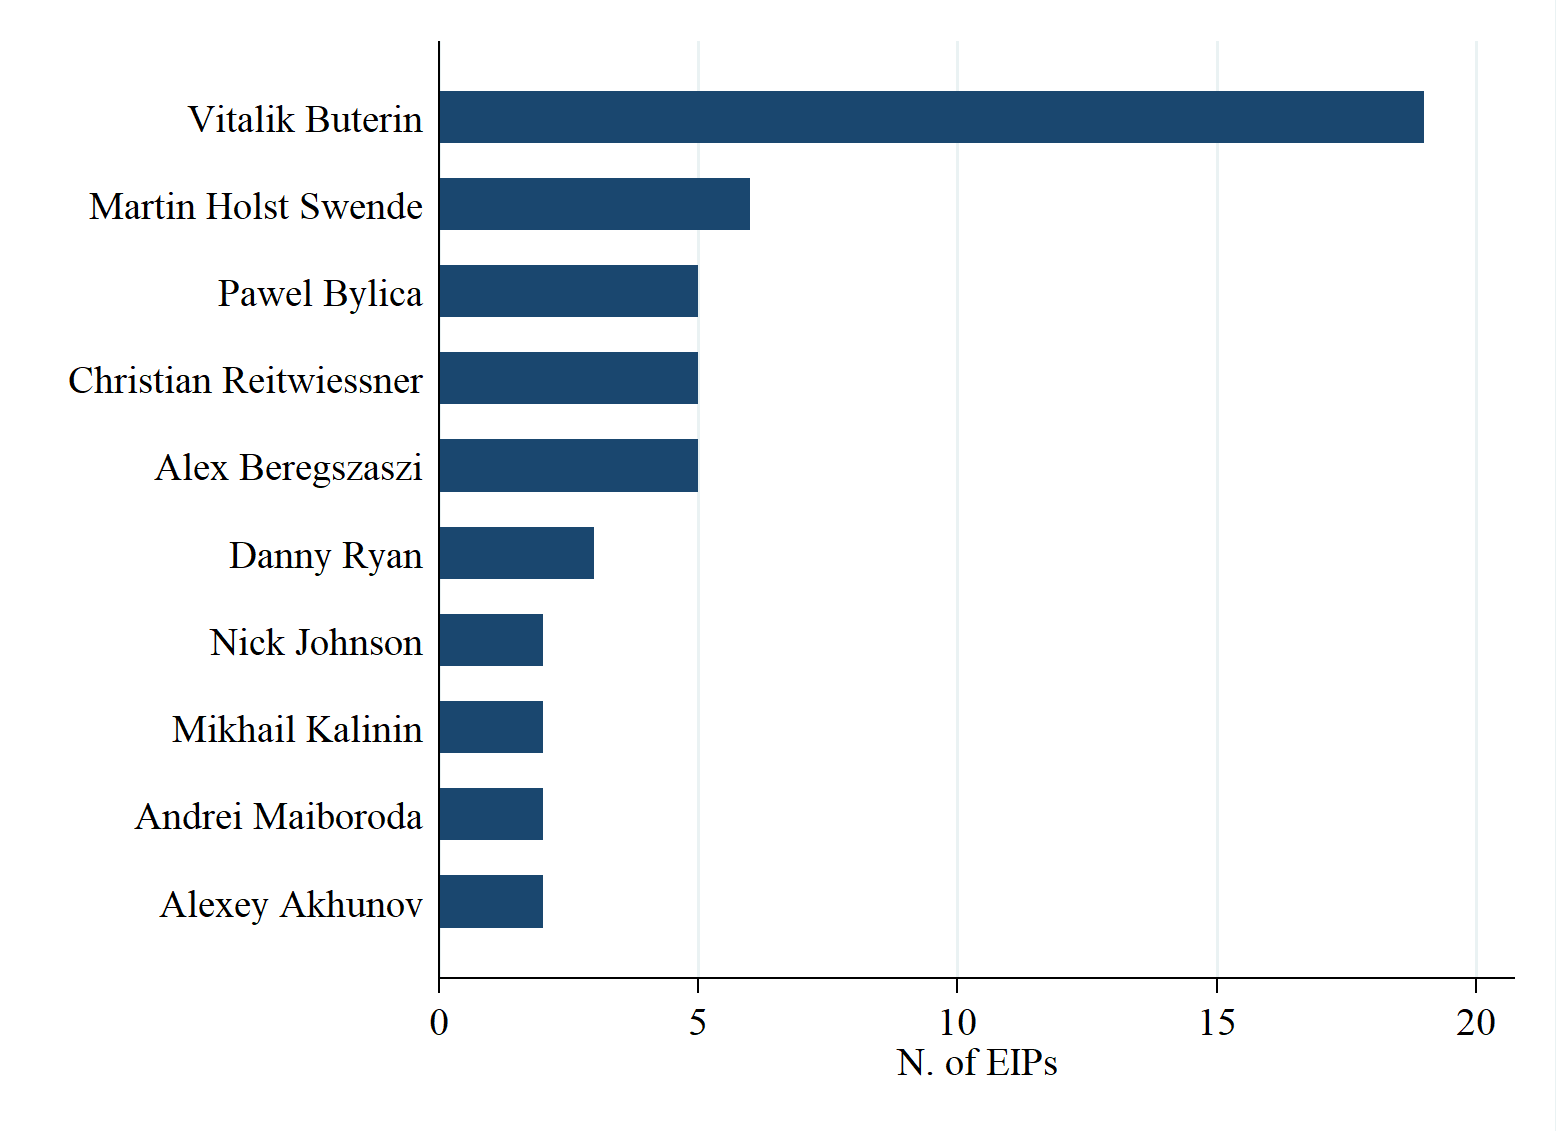 Vitalik Buterin
Martin Holst Swende
Pawel Bylica
Christian Reitwiessner
Alex Beregszaszi
Danny Ryan
Nick Johnson
Mikhail Kalinin
Andrei Maiboroda
Alexey Akhunov
0 5 10 15 20
N. of EIPs